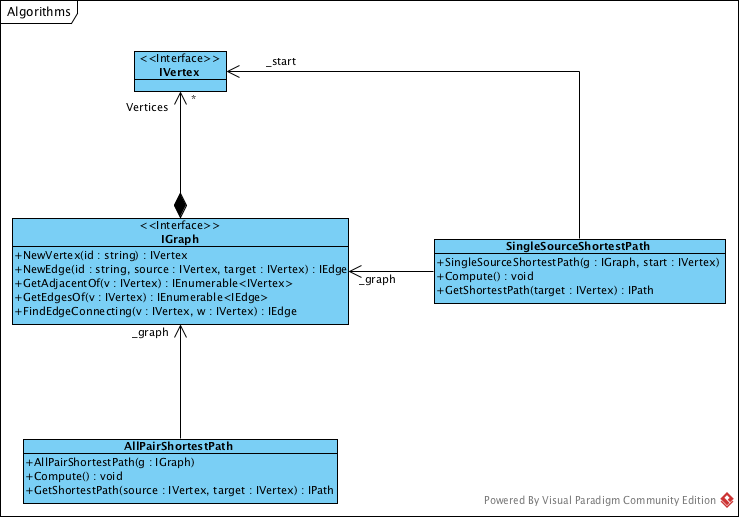 Algorithms
<<Interface>>
IVertex
_start
Vertices
*
<<Interface>>
IGraph
+NewVertex(id : string) : IVertex
+NewEdge(id : string, source : IVertex, target : IVertex) : IEdge
+GetAdjacentOf(v : IVertex) : IEnumerable<IVertex>
+GetEdgesOf(v : IVertex) : IEnumerable<IEdge>
+FindEdgeConnecting(v : IVertex, w : IVertex) : IEdge
SingleSourceShortestPath
+SingleSourceShortestPath(g : IGraph, start : IVertex)
+Compute() : void
+GetShortestPath(target : IVertex) : IPath
_graph
_graph
AllPairShortestPath
+AllPairShortestPath(g : IGraph)
+Compute() : void
+GetShortestPath(source : IVertex, target : IVertex) : IPath
Powered By Visual Paradigm Community Edition